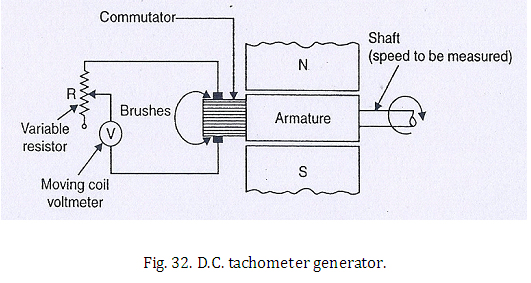 Commutator
Shaft
(speed to be measured)
N
R
Brushes
Armature
Variable
resistor
V
Moving coil
voltmeter
S
Fig. 32. D.C. tachometer generator.